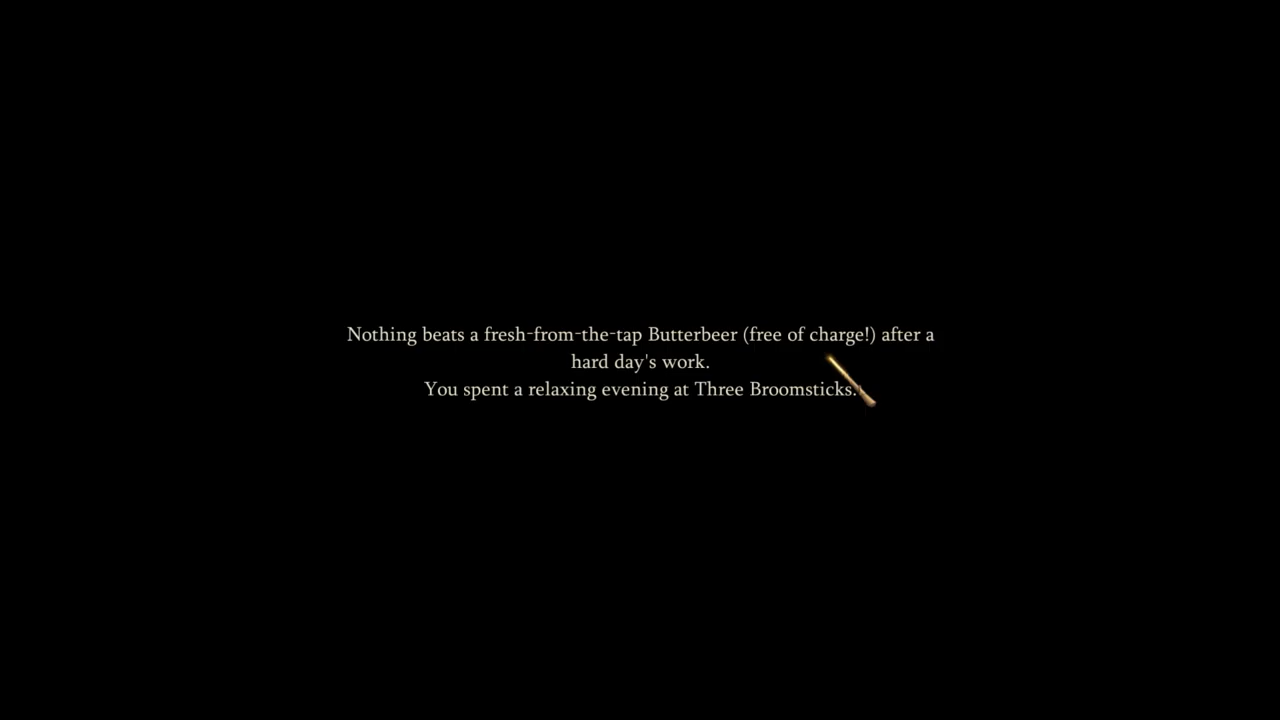 Nothing beats a fresh-from-the-tap Butterbeer (free of charge!) after a
hard day's work.
You spent a relaxing evening at Three Broomsticks.